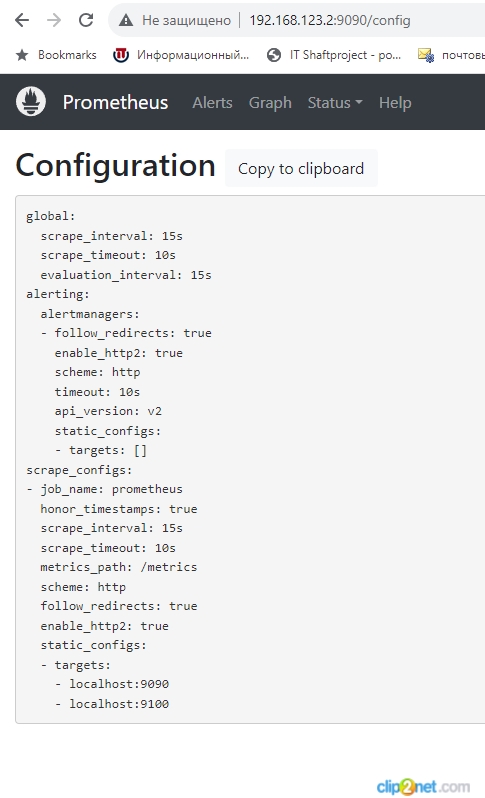 Не защищено 192.168.123.2:9090/config
Bookmarks Информационный... IT Shaftproject - po... почтовы
Prometheus Alerts Graph Status Help
Configuration Copy to clipboard
global:
  scrape_interval: 15s
  scrape_timeout: 10s
  evaluation_interval: 15s
alerting:
  alertmanagers:
  - follow_redirects: true
    enable_http2: true
    scheme: http
    timeout: 10s
    api_version: v2
    static_configs:
    - targets: []
scrape_configs:
- job_name: prometheus
  honor_timestamps: true
  scrape_interval: 15s
  scrape_timeout: 10s
  metrics_path: /metrics
  scheme: http
  follow_redirects: true
  enable_http2: true
  static_configs:
  - targets:
    - localhost:9090
    - localhost:9100
clip2net.com